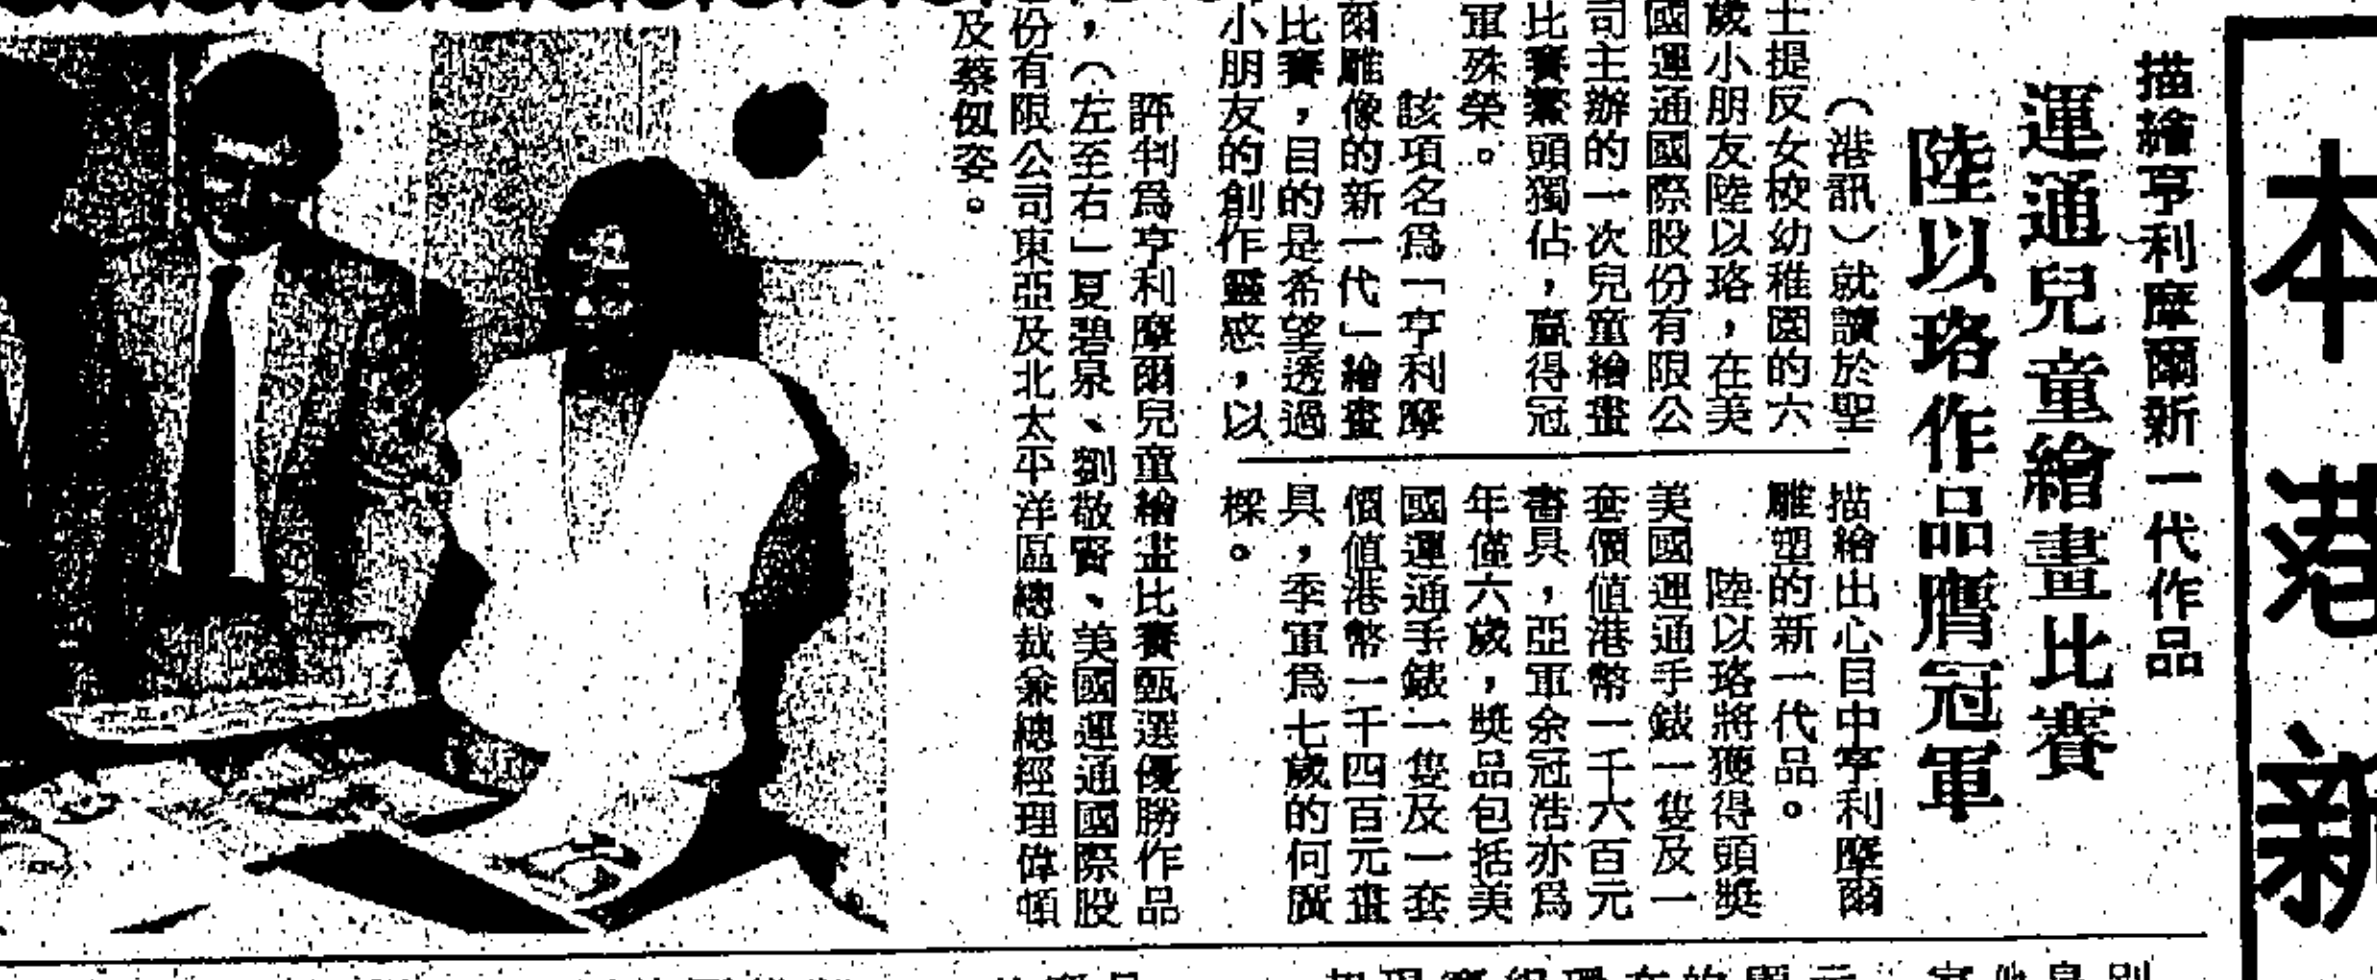 本港新
描繪亨利摩爾新一代作品
運通兒童繪畫比賽
陸以珞作品膺冠軍
（港訊）就讀於聖
士提反女校幼稚園的六
歲小朋友陸以珞，在美
國運通國際股份有限公
司主辦的一次兒童繪畫
比賽鰲頭獨佔，贏得冠
軍殊榮。
該項名爲「亨利摩
爾雕像的新一代」繪畫
比賽，目的是希望透過
小朋友的創作靈感，以
描繪出心目中亨利摩爾
雕塑的新一代品。
陸以珞將獲得頭獎
美國運通手錶一隻及一
套價值港幣一千六百元
畫具，亞軍余冠浩亦爲
年僅六歲，獎品包括美
國運通手錶一隻及一套
價值港幣一千四百元畫
具，季軍爲七歲的何廣
樑。
評判爲亨利摩爾兒童繪畫比賽甄選優勝作品
，（左至右」夏碧泉、劉敬賢、美國運通國際股
份有限公司東亞及北太平洋區總裁兼總經理偉頓
及蔡伲姿。